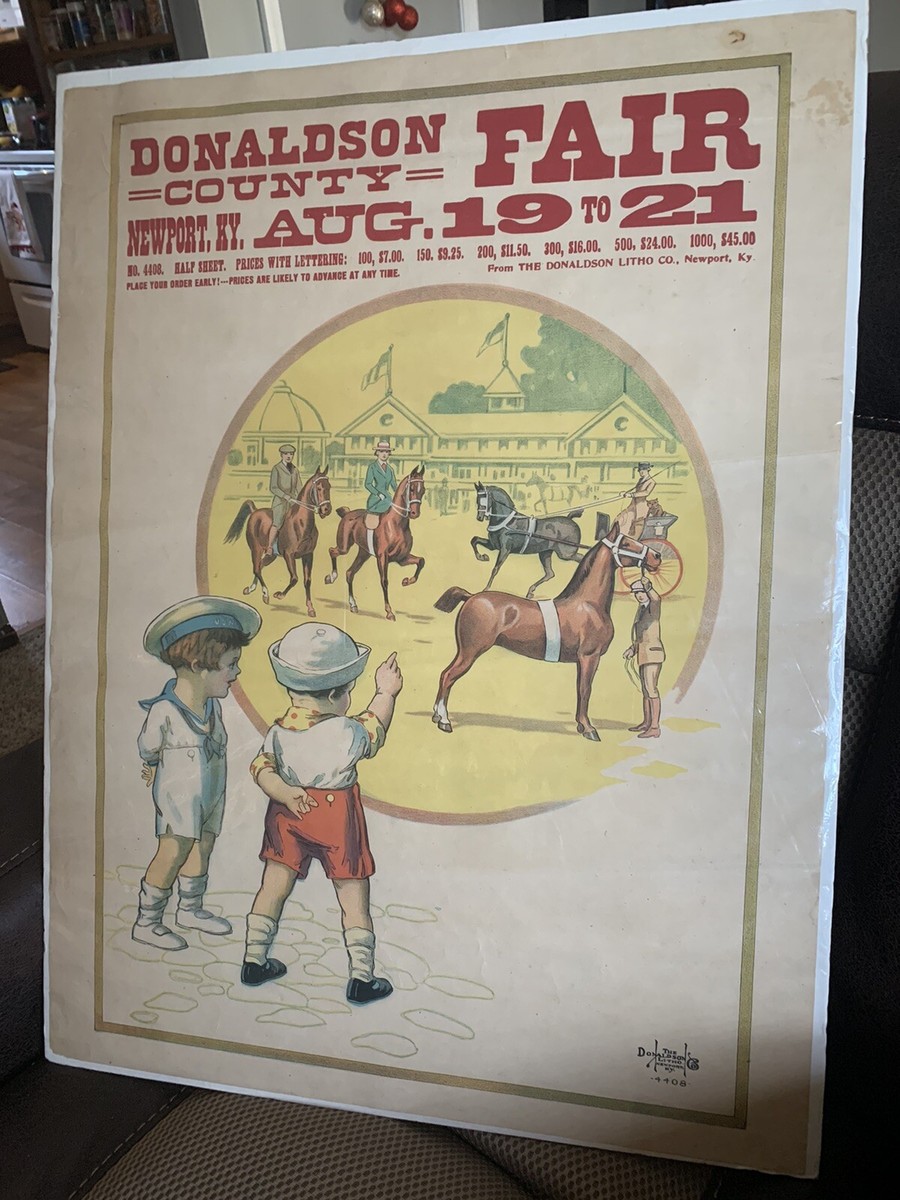 DONALDSON FAIR
=COUNTY=
NEWPORT, KY. AUG. 19 TO 21
NO. 4408. HALF SHEET. PRICES WITH LETTERING: 100, $7.00. 150. $9.25. 200, $11.50. 300, $16.00. 500, $24.00. 1000, $45.00
PLACE YOUR ORDER EARLY!---PRICES ARE LIKELY TO ADVANCE AT ANY TIME. From THE DONALDSON LITHO CO., Newport, Ky.
C
C
THE
DONALDSON
LITHO Co
NEWPORT
KY.
·4408·